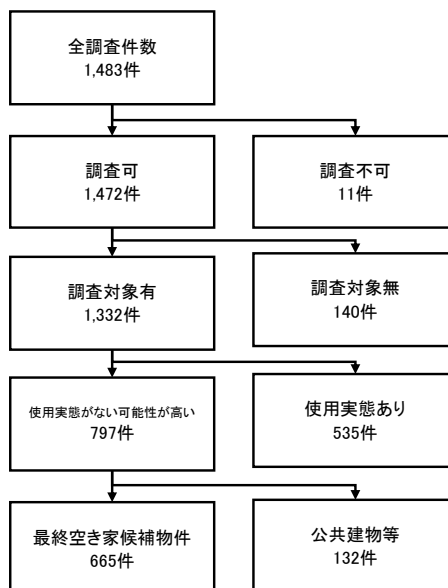 全調査件数
1,483件
調査可
1,472件
調査不可
11件
調査対象有
1,332件
調査対象無
140件
使用実態がない可能性が高い
797件
使用実態あり
535件
最終空き家候補物件
665件
公共建物等
132件